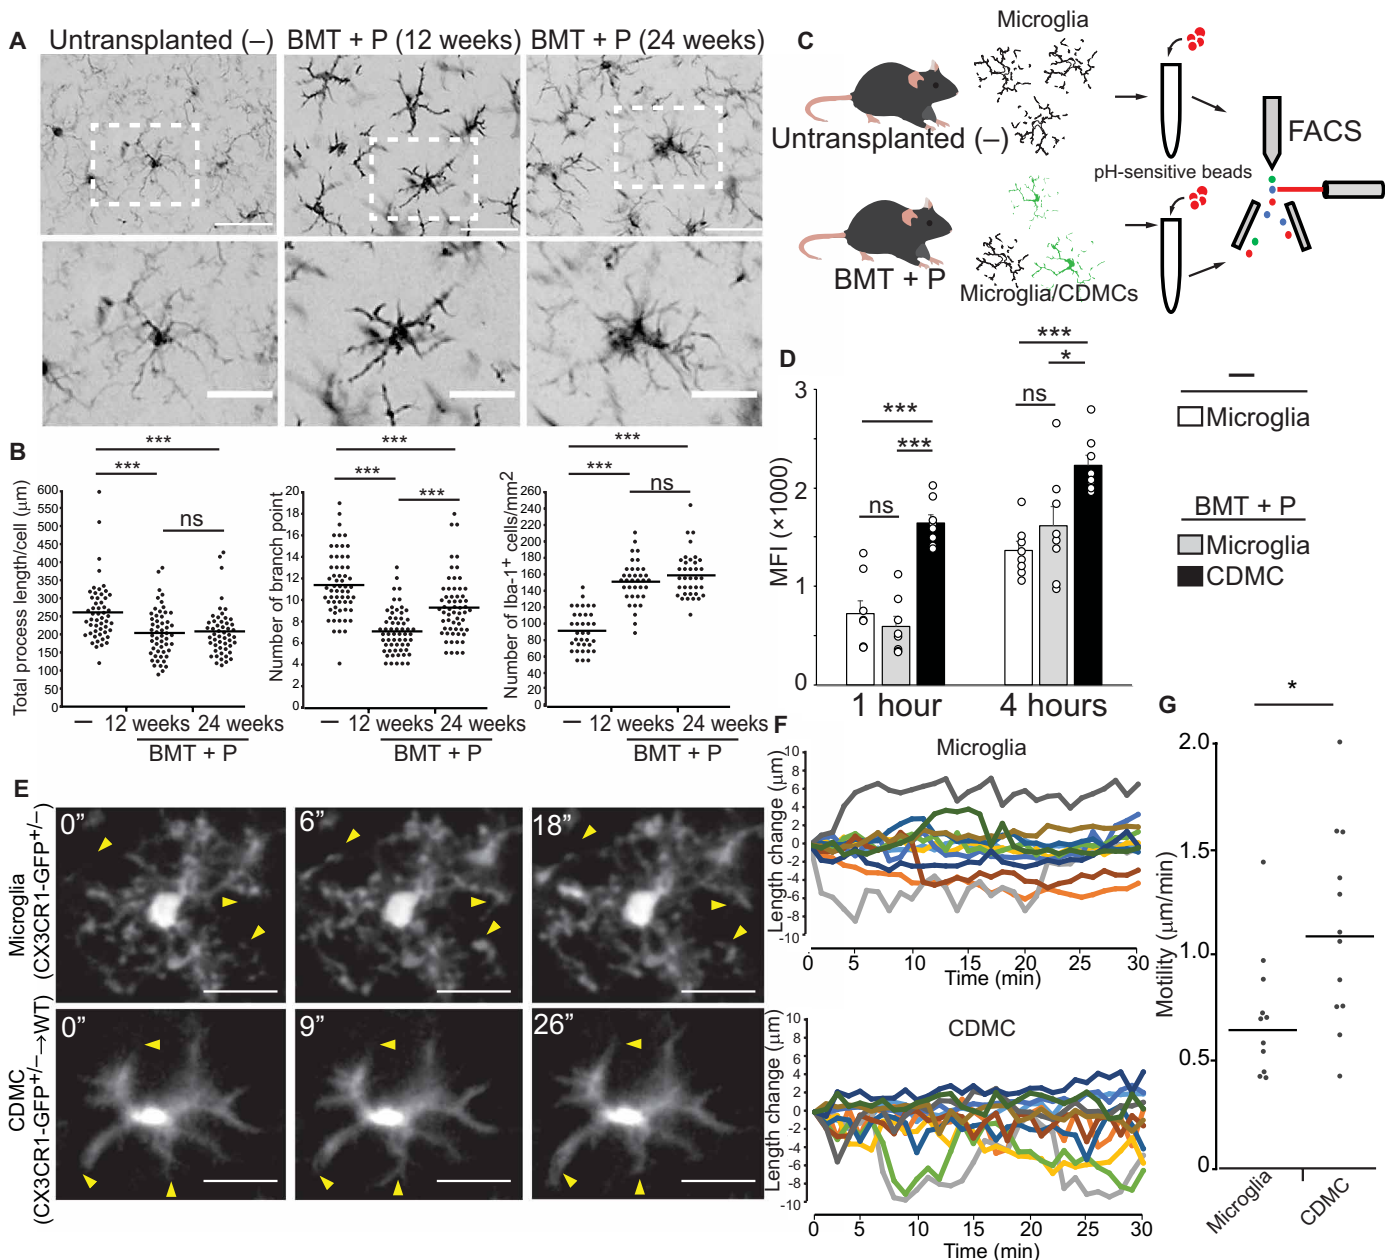 A
Untransplanted (–)
BMT + P (12 weeks)
BMT + P (24 weeks)
B
***
***
ns
Total process length/cell (μm)
600
550
500
450
400
350
300
250
200
150
100
50
0
***
***
***
Number of branch point
20
18
16
14
12
10
8
6
4
2
0
***
***
ns
Number of Iba-1+ cells/mm2
260
240
220
200
180
160
140
120
100
80
60
40
20
0
– 12 weeks 24 weeks
BMT + P
– 12 weeks 24 weeks
BMT + P
– 12 weeks 24 weeks
BMT + P
C
Microglia
Untransplanted (–)
pH-sensitive beads
FACS
BMT + P
Microglia/CDMCs
D
MFI (×1000)
3
2
1
0
***
***
ns
***
*
ns
1 hour
4 hours
–
Microglia
BMT + P
Microglia
CDMC
E
Microglia
(CX3CR1-GFP+/–)
0”
6”
18”
CDMC
(CX3CR1-GFP+/–→WT)
0”
9”
26”
F
Microglia
Length change (μm)
10
8
6
4
2
0
-2
-4
-6
-8
-10
0 5 10 15 20 25 30
Time (min)
CDMC
Length change (μm)
10
8
6
4
2
0
-2
-4
-6
-8
-10
0 5 10 15 20 25 30
Time (min)
G
*
Motility (μm/min)
2.0
1.5
1.0
0.5
0
Microglia
CDMC